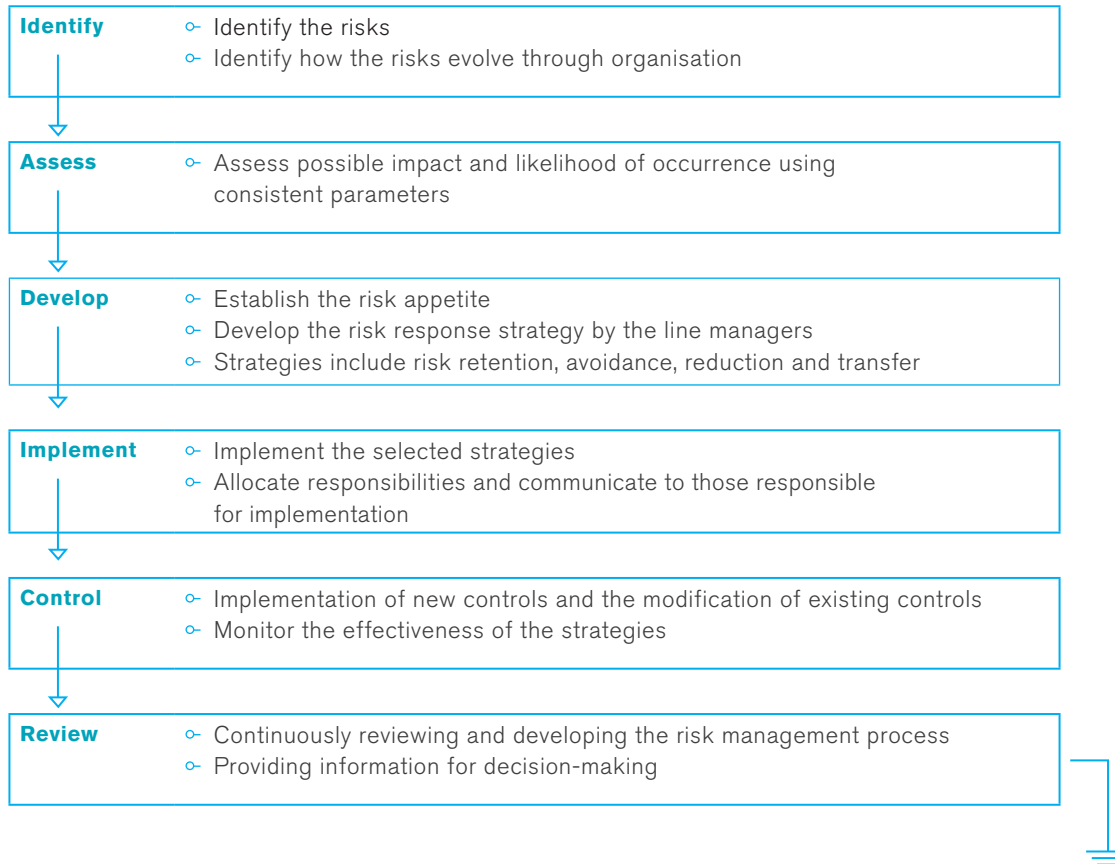 Identify
Identify the risks
Identify how the risks evolve through organisation
Assess
Assess possible impact and likelihood of occurrence using
consistent parameters
Develop
Establish the risk appetite
Develop the risk response strategy by the line managers
Strategies include risk retention, avoidance, reduction and transfer
Implement
Implement the selected strategies
Allocate responsibilities and communicate to those responsible
for implementation
Control
Implementation of new controls and the modification of existing controls
Monitor the effectiveness of the strategies
Review
Continuously reviewing and developing the risk management process
Providing information for decision-making